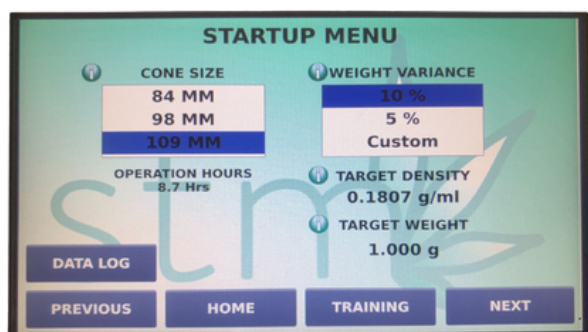 STARTUP MENU
CONE SIZE
84 MM
98 MM
109 MM
OPERATION HOURS
8.7 Hrs
WEIGHT VARIANCE
10 %
5 %
Custom
TARGET DENSITY
0.1807 g/ml
TARGET WEIGHT
1.000 g
stm
DATA LOG
PREVIOUS
HOME
TRAINING
NEXT